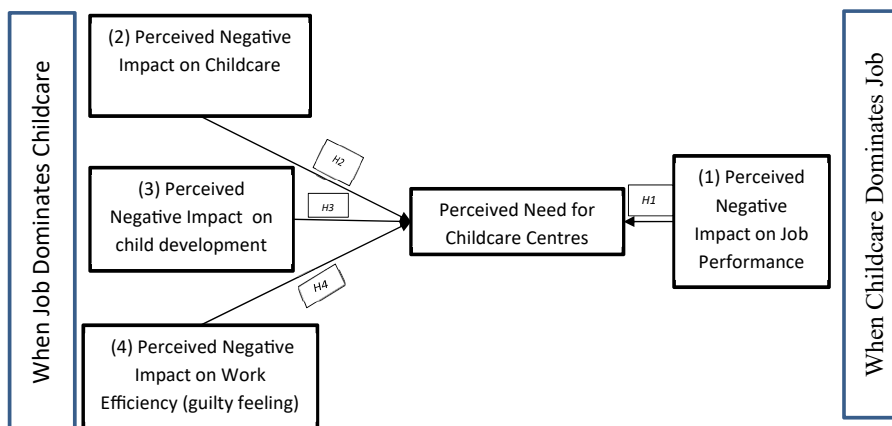 When Job Dominates Childcare
(2) Perceived Negative
Impact on Childcare
H2
(3) Perceived
Negative Impact on
child development
H3
(4) Perceived Negative
Impact on Work
Efficiency (guilty feeling)
H4
Perceived Need for
Childcare Centres
H1
(1) Perceived
Negative
Impact on Job
Performance
When Childcare Dominates Job